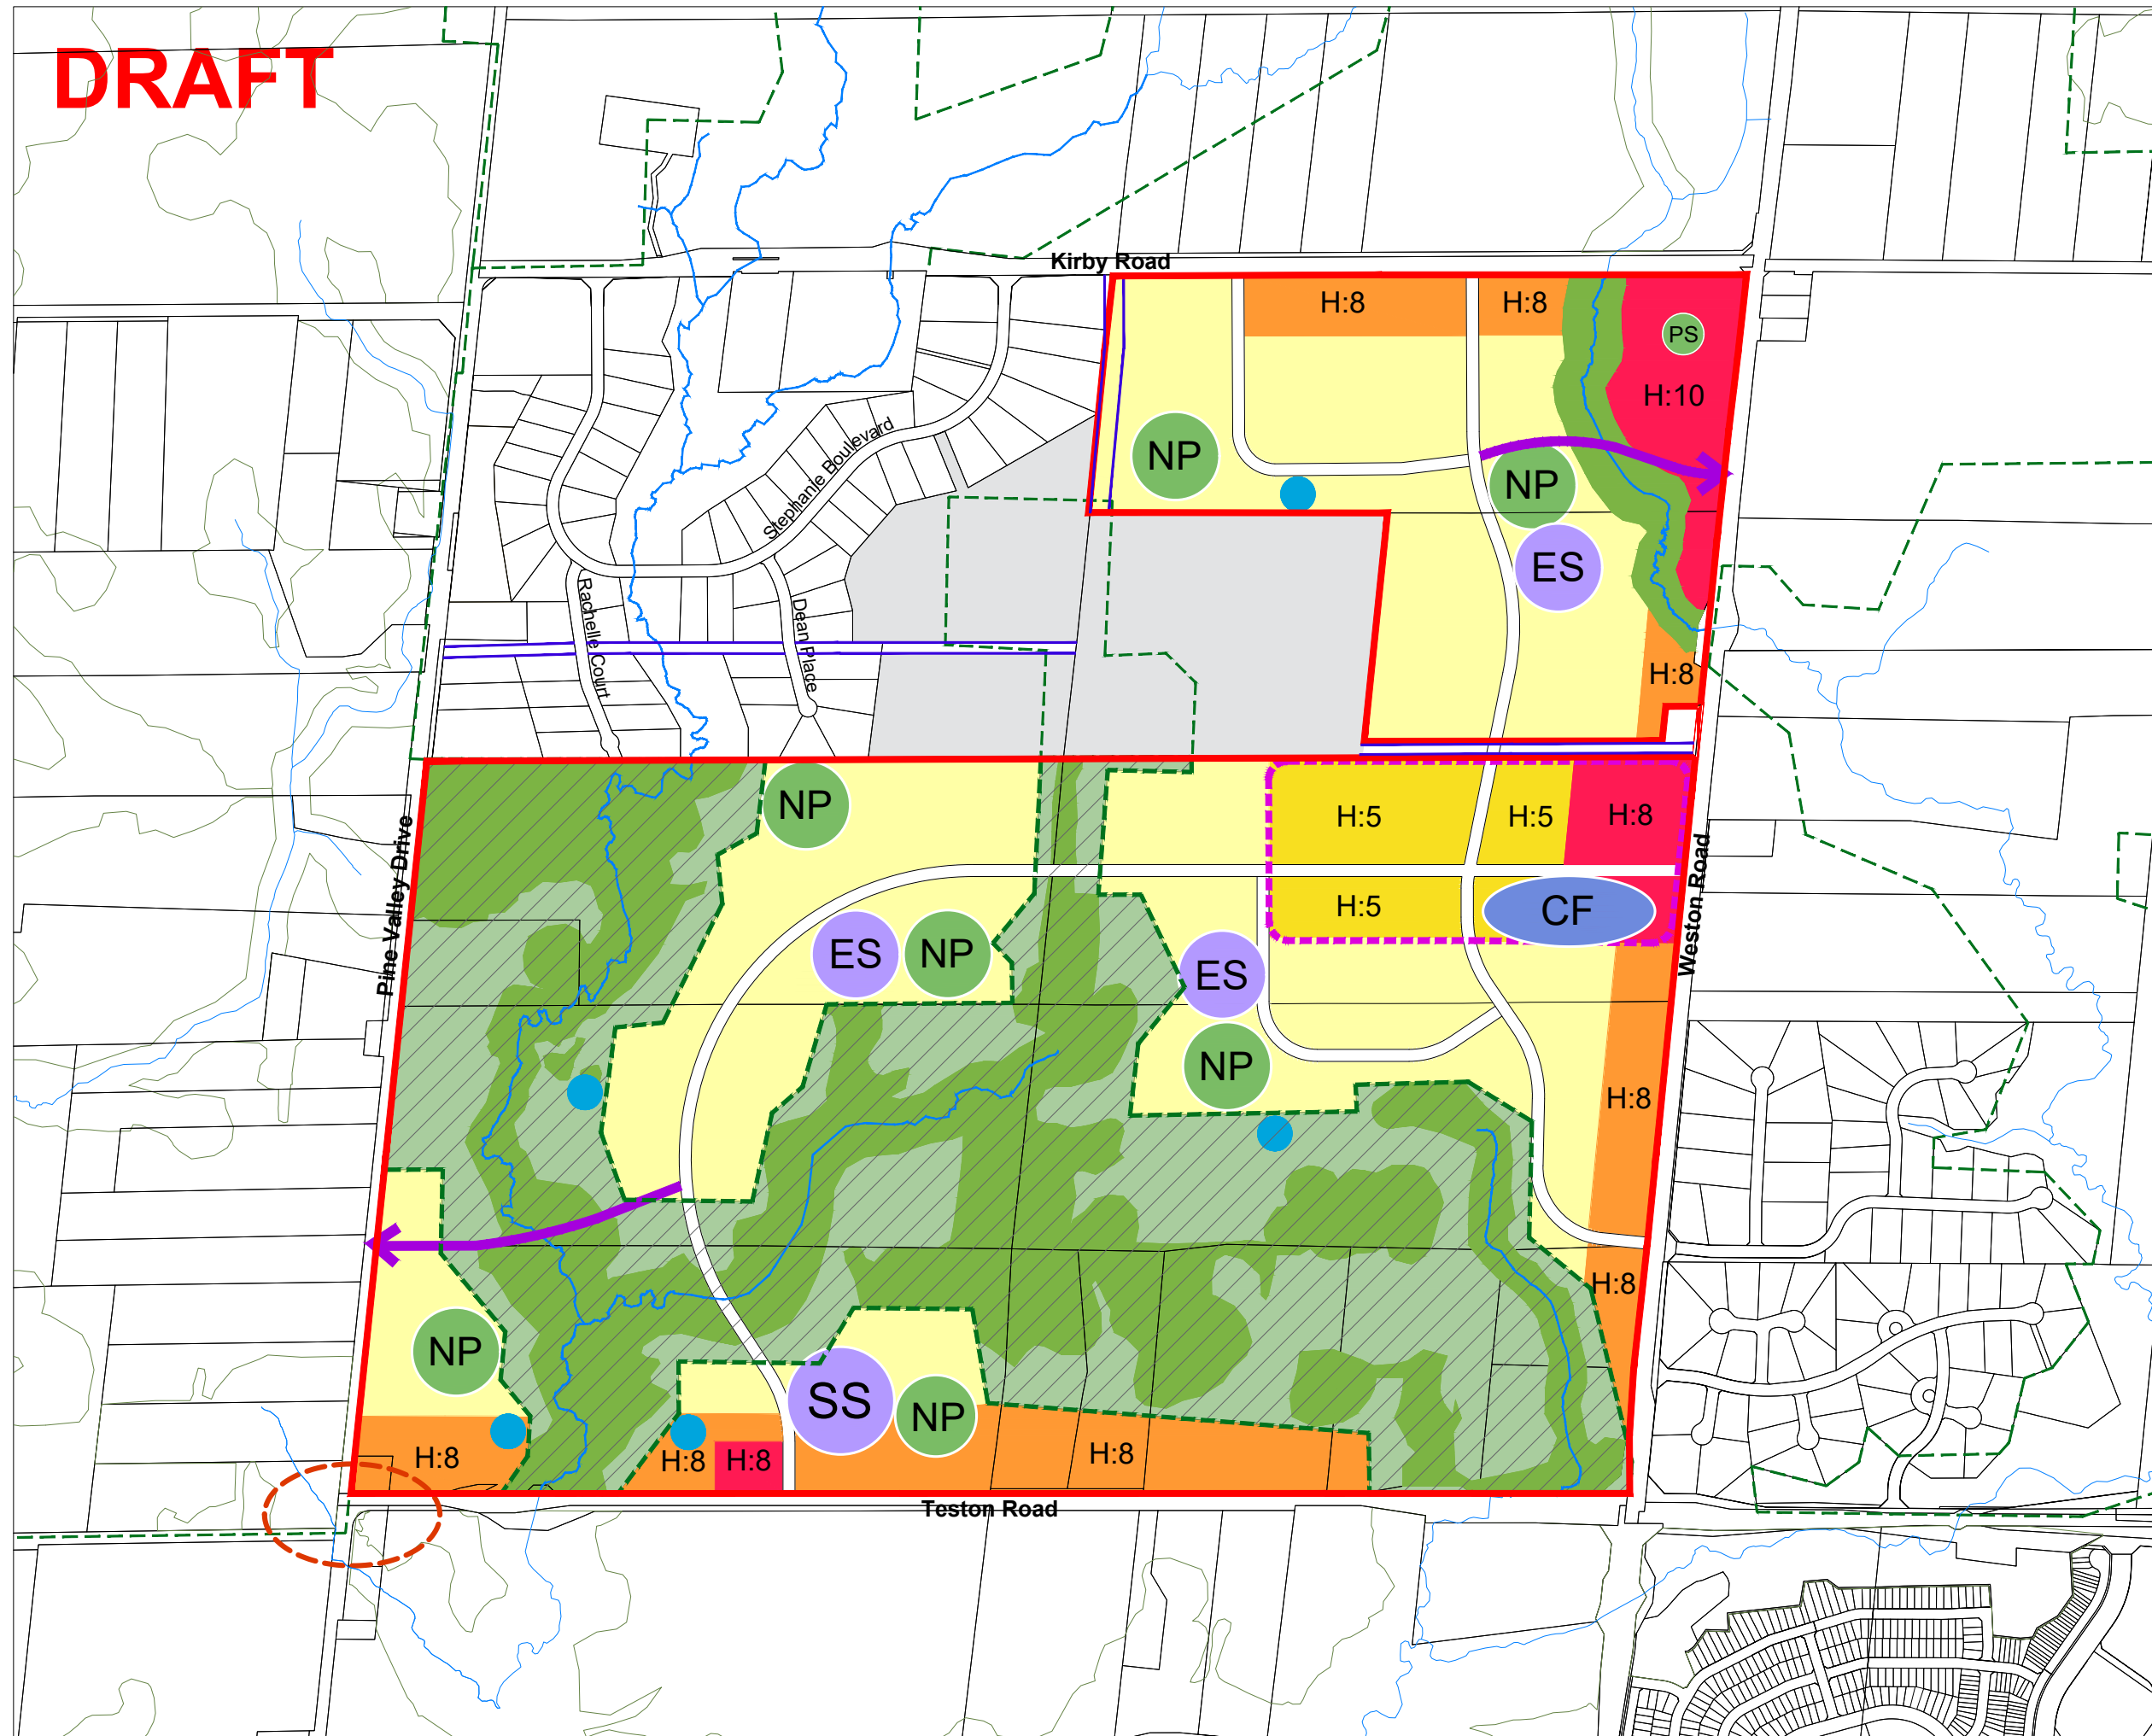 DRAFT
Kirby Road
H:8
H:8
PS
H:10
NP
NP
Stephanie Boulevard
ES
Rachelle Court
Dean Place
H:8
NP
H:5
H:5
H:8
Pine Valley Drive
Weston Road
H:5
CF
ES
NP
ES
NP
H:8
H:8
NP
SS
NP
H:8
H:8
H:8
H:8
Teston Road